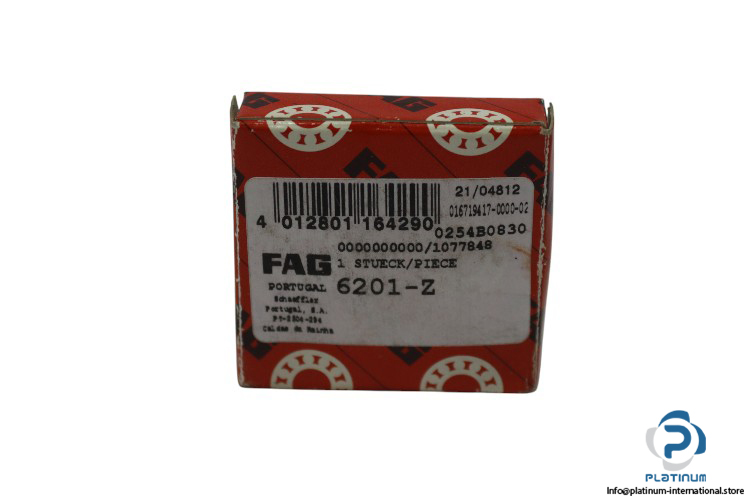 FAG
21/04812
016719417-0000-02
4 012801 164290
0254B0830
0000000000/1077848
FAG
1 STUECK/PIECE
PORTUGAL
6201-Z
Schaeffler
Portugal, S.A.
Caldas da Rainha
PLATINUM
Info@platinum-international.store